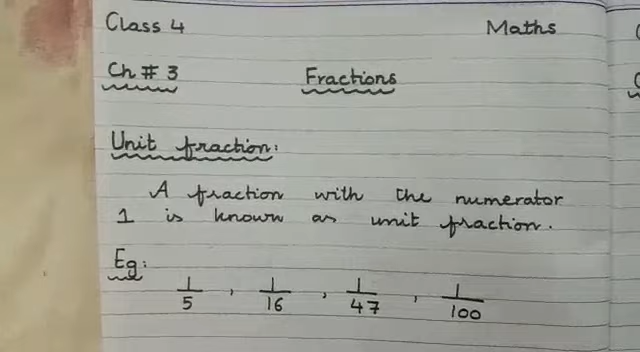 Class 4 Maths
Ch # 3 Fractions
Unit fraction:
A fraction with the numerator
1 is known as unit fraction.
Eg:
1/5 , 1/16 , 1/47 , 1/100